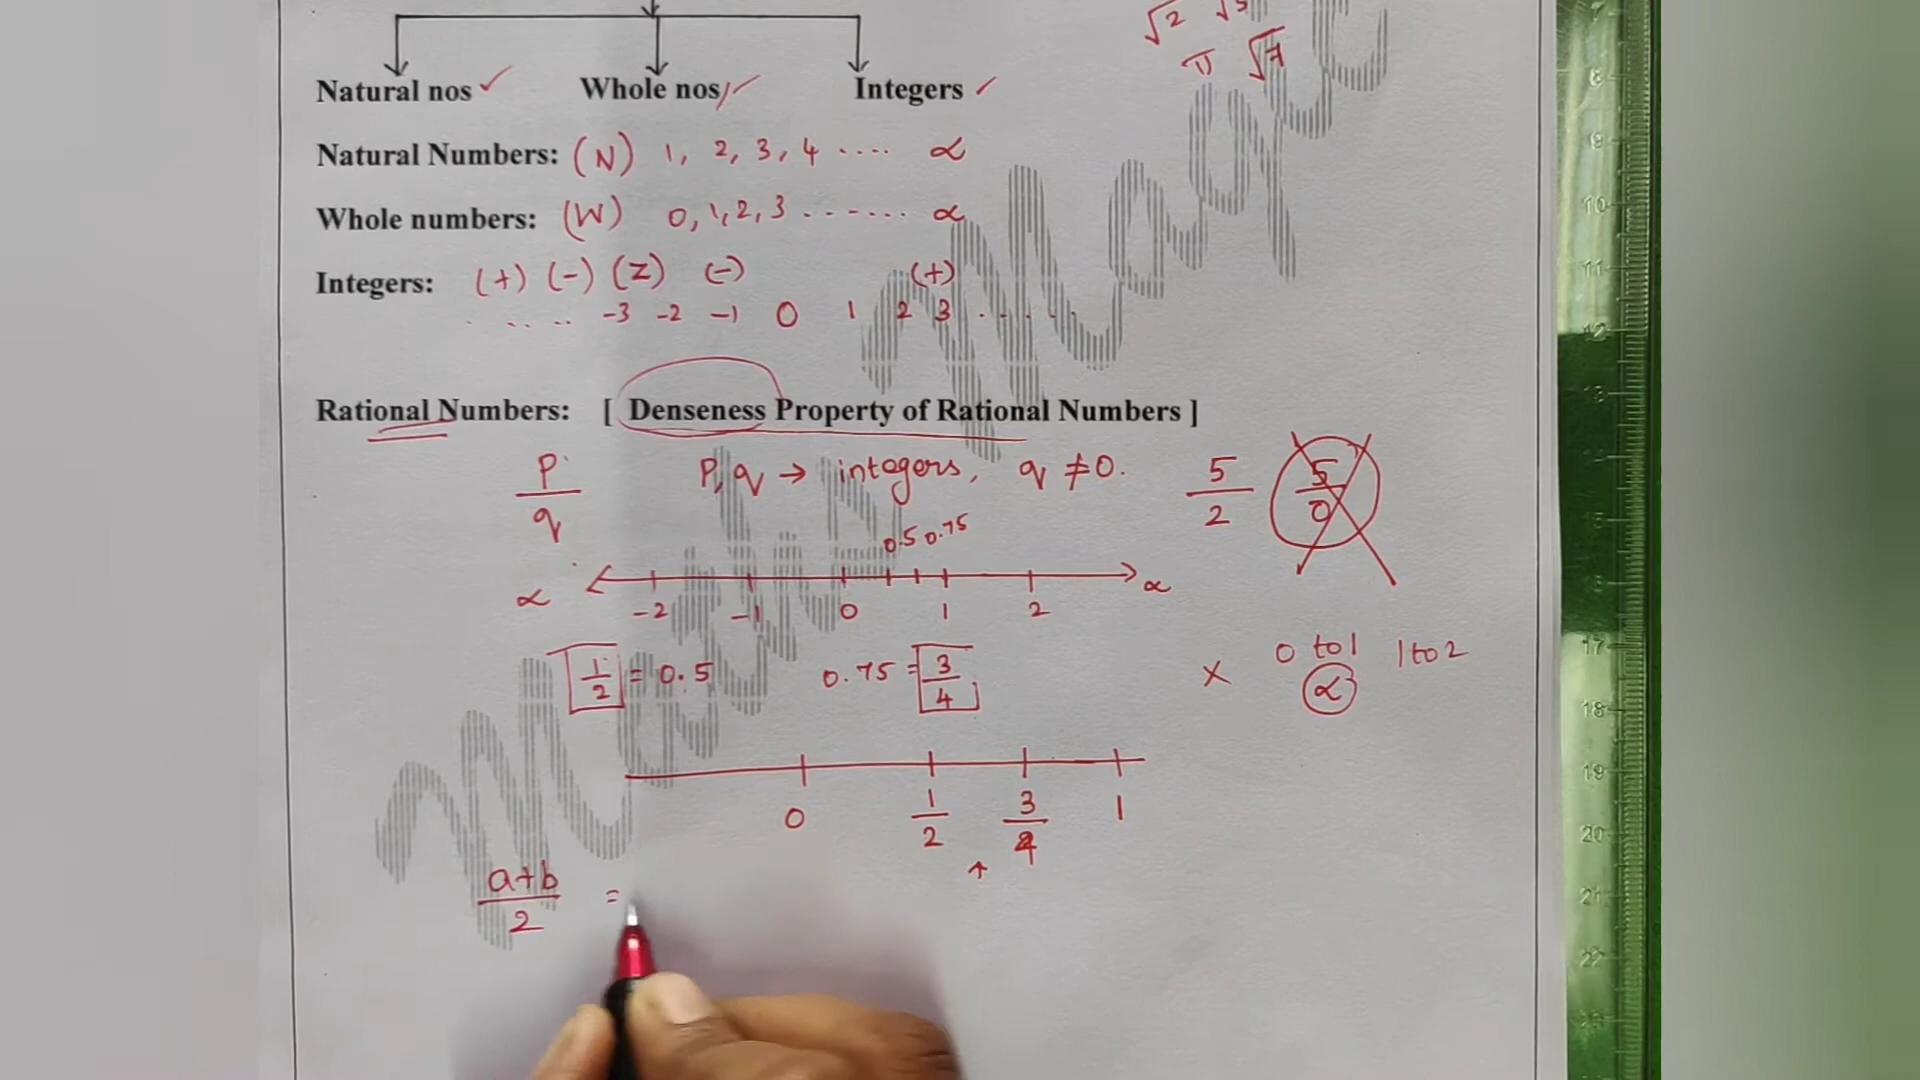 √2 √3
π √7
Natural nos Whole nos Integers
Natural Numbers: (N) 1, 2, 3, 4 .... α
Whole numbers: (W) 0, 1, 2, 3 ....... α
Integers: (+) (-) (Z) (-) (+)
..... -3 -2 -1 0 1 2 3 .....
Rational Numbers: [ Denseness Property of Rational Numbers ]
p/q p, q → integers, q ≠ 0. 5/2 5/0
0.5 0.75
α -2 -1 0 1 2 α
1/2 = 0.5 0.75 = 3/4 × 0 to 1 1 to 2
α
0 1/2 3/4 1
a+b/2 =
Maths